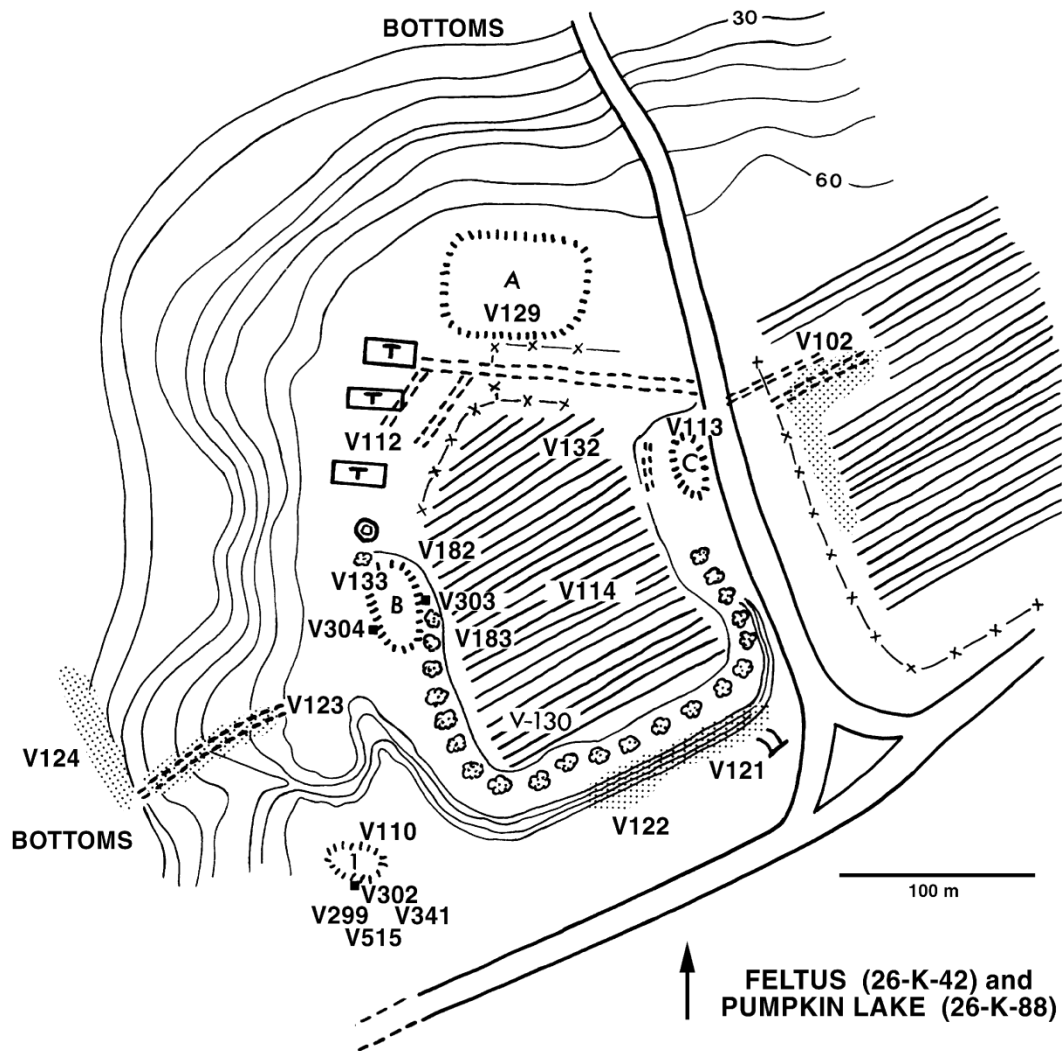 30
BOTTOMS
60
A
V129
T
V102
T
V112
V132
V113
C
T
V182
V133
B
V303
V114
V304
V183
V123
V-130
V124
V121
V122
BOTTOMS
V110
1
V302
V299 V341
V515
100 m
FELTUS (26-K-42) and
PUMPKIN LAKE (26-K-88)